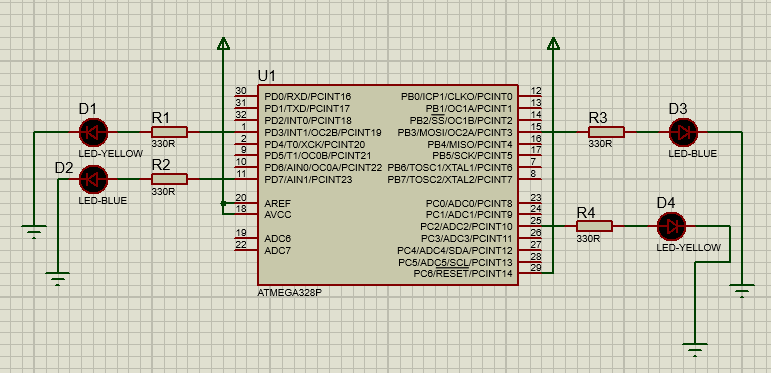 U1
30 PD0/RXD/PCINT16 PB0/ICP1/CLKO/PCINT0 12
31 PD1/TXD/PCINT17 PB1/OC1A/PCINT1 13
32 PD2/INT0/PCINT18 PB2/SS/OC1B/PCINT2 14
1 PD3/INT1/OC2B/PCINT19 PB3/MOSI/OC2A/PCINT3 15
2 PD4/T0/XCK/PCINT20 PB4/MISO/PCINT4 16
9 PD5/T1/OC0B/PCINT21 PB5/SCK/PCINT5 17
10 PD6/AIN0/OC0A/PCINT22 PB6/TOSC1/XTAL1/PCINT6 7
11 PD7/AIN1/PCINT23 PB7/TOSC2/XTAL2/PCINT7 8
20 AREF PC0/ADC0/PCINT8 23
18 AVCC PC1/ADC1/PCINT9 24
PC2/ADC2/PCINT10 25
19 ADC6 PC3/ADC3/PCINT11 26
22 ADC7 PC4/ADC4/SDA/PCINT12 27
PC5/ADC5/SCL/PCINT13 28
PC6/RESET/PCINT14 29
ATMEGA328P
D1 R1
LED-YELLOW 330R
D2 R2
LED-BLUE 330R
R3 D3
330R LED-BLUE
R4 D4
330R LED-YELLOW